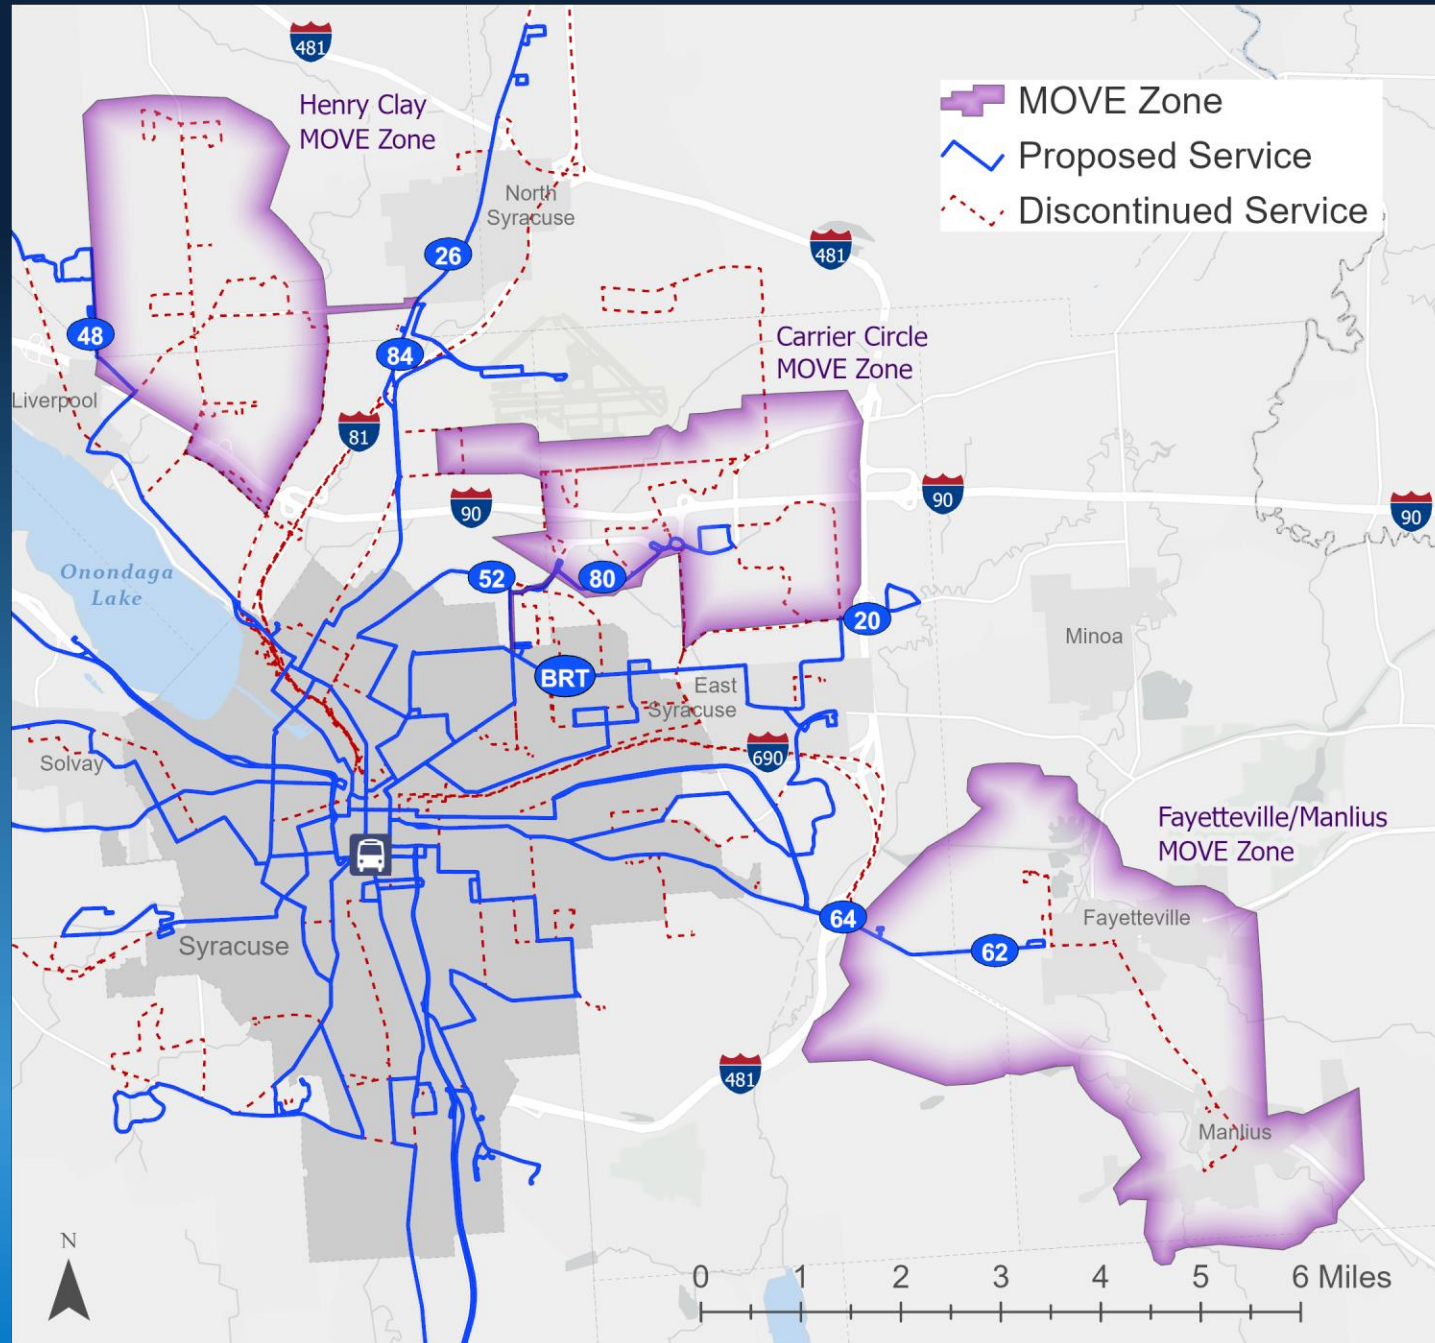 481
Henry Clay
MOVE Zone
MOVE Zone
Proposed Service
Discontinued Service
North
Syracuse
26
481
48
84
Carrier Circle
MOVE Zone
Liverpool
81
90
90
90
Onondaga
Lake
52
80
20
Minoa
BRT
East
Syracuse
690
Solvay
Fayetteville/Manlius
MOVE Zone
64
Fayetteville
62
Syracuse
481
Manlius
N
0 1 2 3 4 5 6 Miles